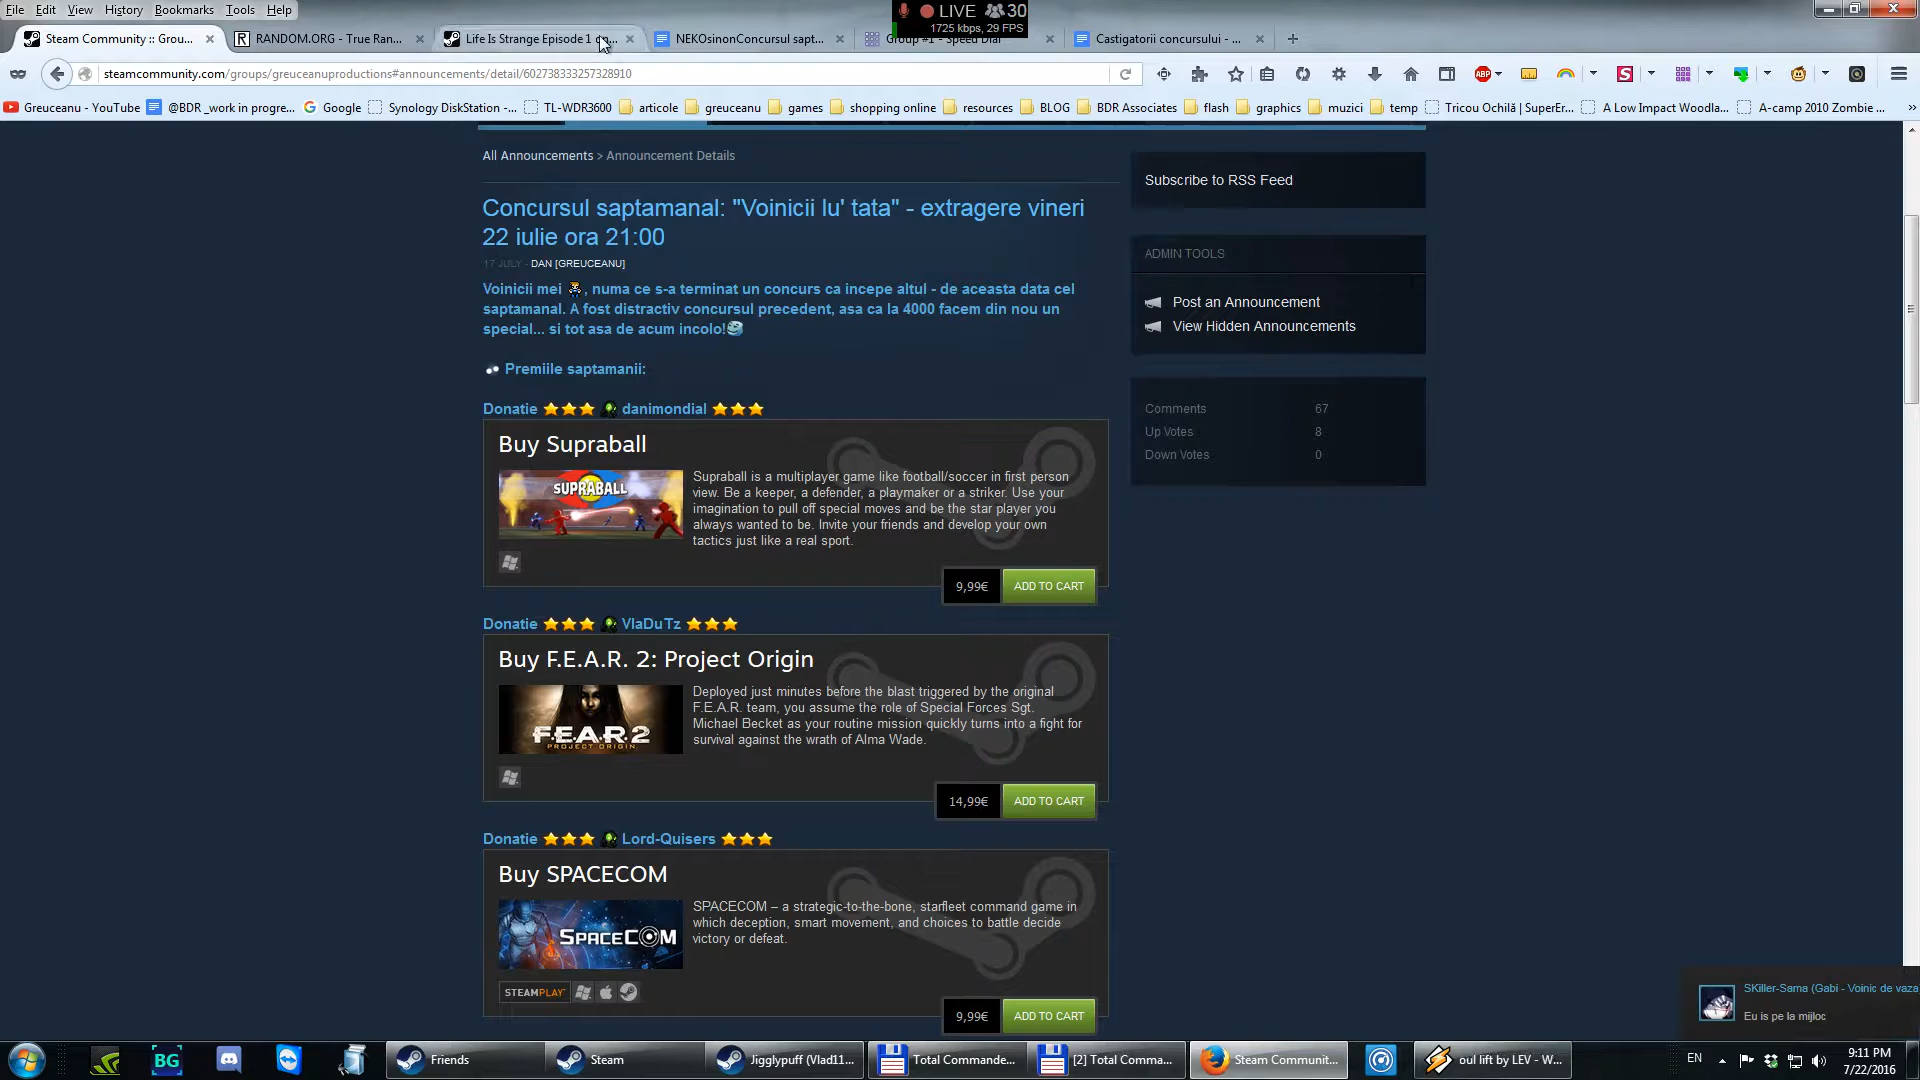 File Edit View History Bookmarks Tools Help
LIVE 30
1725 kbps, 29 FPS
Steam Community :: Grou...
RANDOM.ORG - True Ran...
Life Is Strange Episode 1 on...
NEKOsinonConcursul sapt...
Group #1 - Speed Dial
Castigatorii concursului - ...
steamcommunity.com/groups/greuceanuproductions#announcements/detail/602738333257328910
ABP
S
Greuceanu - YouTube
@BDR _work in progre...
Google
Synology DiskStation -...
TL-WDR3600
articole
greuceanu
games
shopping online
resources
BLOG
BDR Associates
flash
graphics
muzici
temp
Tricou Ochilă | SuperEr...
A Low Impact Woodla...
A-camp 2010 Zombie ...
All Announcements > Announcement Details
Concursul saptamanal: "Voinicii lu' tata" - extragere vineri
22 iulie ora 21:00
17 JULY - DAN [GREUCEANU]
Voinicii mei , numa ce s-a terminat un concurs ca incepe altul - de aceasta data cel
saptamanal. A fost distractiv concursul precedent, asa ca la 4000 facem din nou un
special... si tot asa de acum incolo!
Premiile saptamanii:
Donatie danimondial
Buy Supraball
SUPRABALL
Supraball is a multiplayer game like football/soccer in first person
view. Be a keeper, a defender, a playmaker or a striker. Use your
imagination to pull off special moves and be the star player you
always wanted to be. Invite your friends and develop your own
tactics just like a real sport.
9,99€ ADD TO CART
Donatie VlaDuTz
Buy F.E.A.R. 2: Project Origin
F.E.A.R 2
PROJECT ORIGIN
Deployed just minutes before the blast triggered by the original
F.E.A.R. team, you assume the role of Special Forces Sgt.
Michael Becket as your routine mission quickly turns into a fight for
survival against the wrath of Alma Wade.
14,99€ ADD TO CART
Donatie Lord-Quisers
Buy SPACECOM
SPACECOM
SPACECOM – a strategic-to-the-bone, starfleet command game in
which deception, smart movement, and choices to battle decide
victory or defeat.
STEAMPLAY
9,99€ ADD TO CART
Subscribe to RSS Feed
ADMIN TOOLS
Post an Announcement
View Hidden Announcements
Comments 67
Up Votes 8
Down Votes 0
SKiller-Sama (Gabi - Voinic de vaza
Eu is pe la mijloc
BG
Friends
Steam
Jigglypuff (Vlad11...
Total Commande...
[2] Total Comma...
Steam Communit...
oul lift by LEV - W...
EN
9:11 PM
7/22/2016